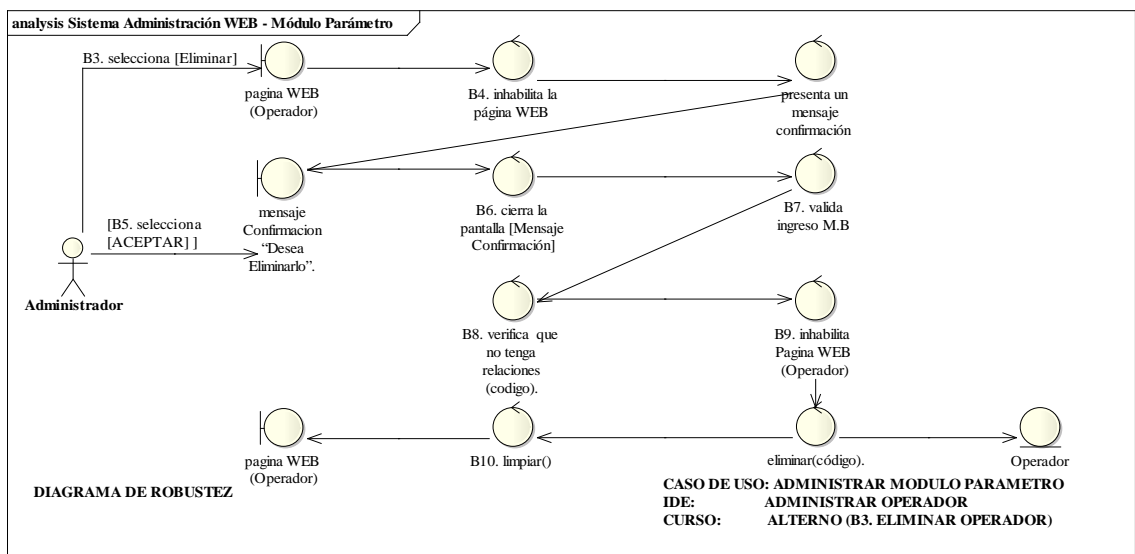 analysis Sistema Administración WEB - Módulo Parámetro
B3. selecciona [Eliminar]
pagina WEB
(Operador)
B4. inhabilita la
página WEB
presenta un
mensaje
confirmación
[B5. selecciona
[ACEPTAR] ]
Administrador
mensaje
Confirmacion
“Desea
Eliminarlo”.
B6. cierra la
pantalla [Mensaje
Confirmación]
B7. valida
ingreso M.B
B8. verifica que
no tenga
relaciones
(codigo).
B9. inhabilita
Pagina WEB
(Operador)
pagina WEB
(Operador)
B10. limpiar()
eliminar(código).
Operador
DIAGRAMA DE ROBUSTEZ
CASO DE USO: ADMINISTRAR MODULO PARAMETRO
IDE: ADMINISTRAR OPERADOR
CURSO: ALTERNO (B3. ELIMINAR OPERADOR)